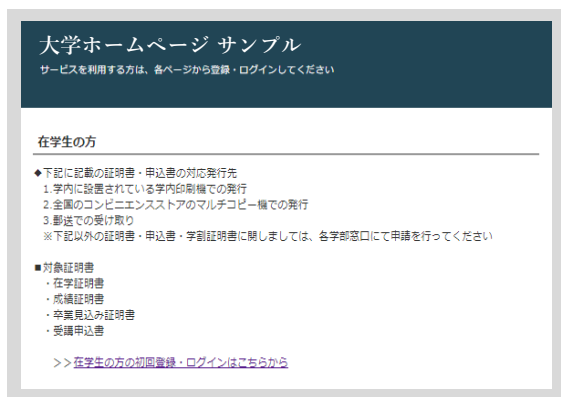 大学ホームページ サンプル
サービスを利用する方は、各ページから登録・ログインしてください
在学生の方
◆下記に記載の証明書・申込書の対応発行先
1.学内に設置されている学内印刷機での発行
2.全国のコンビニエンスストアのマルチコピー機での発行
3.郵送での受け取り
※下記以外の証明書・申込書・学割証明書に関しましては、各学部窓口にて申請を行ってください
■対象証明書
・在学証明書
・成績証明書
・卒業見込み証明書
・受講申込書
>>在学生の方の初回登録・ログインはこちらから